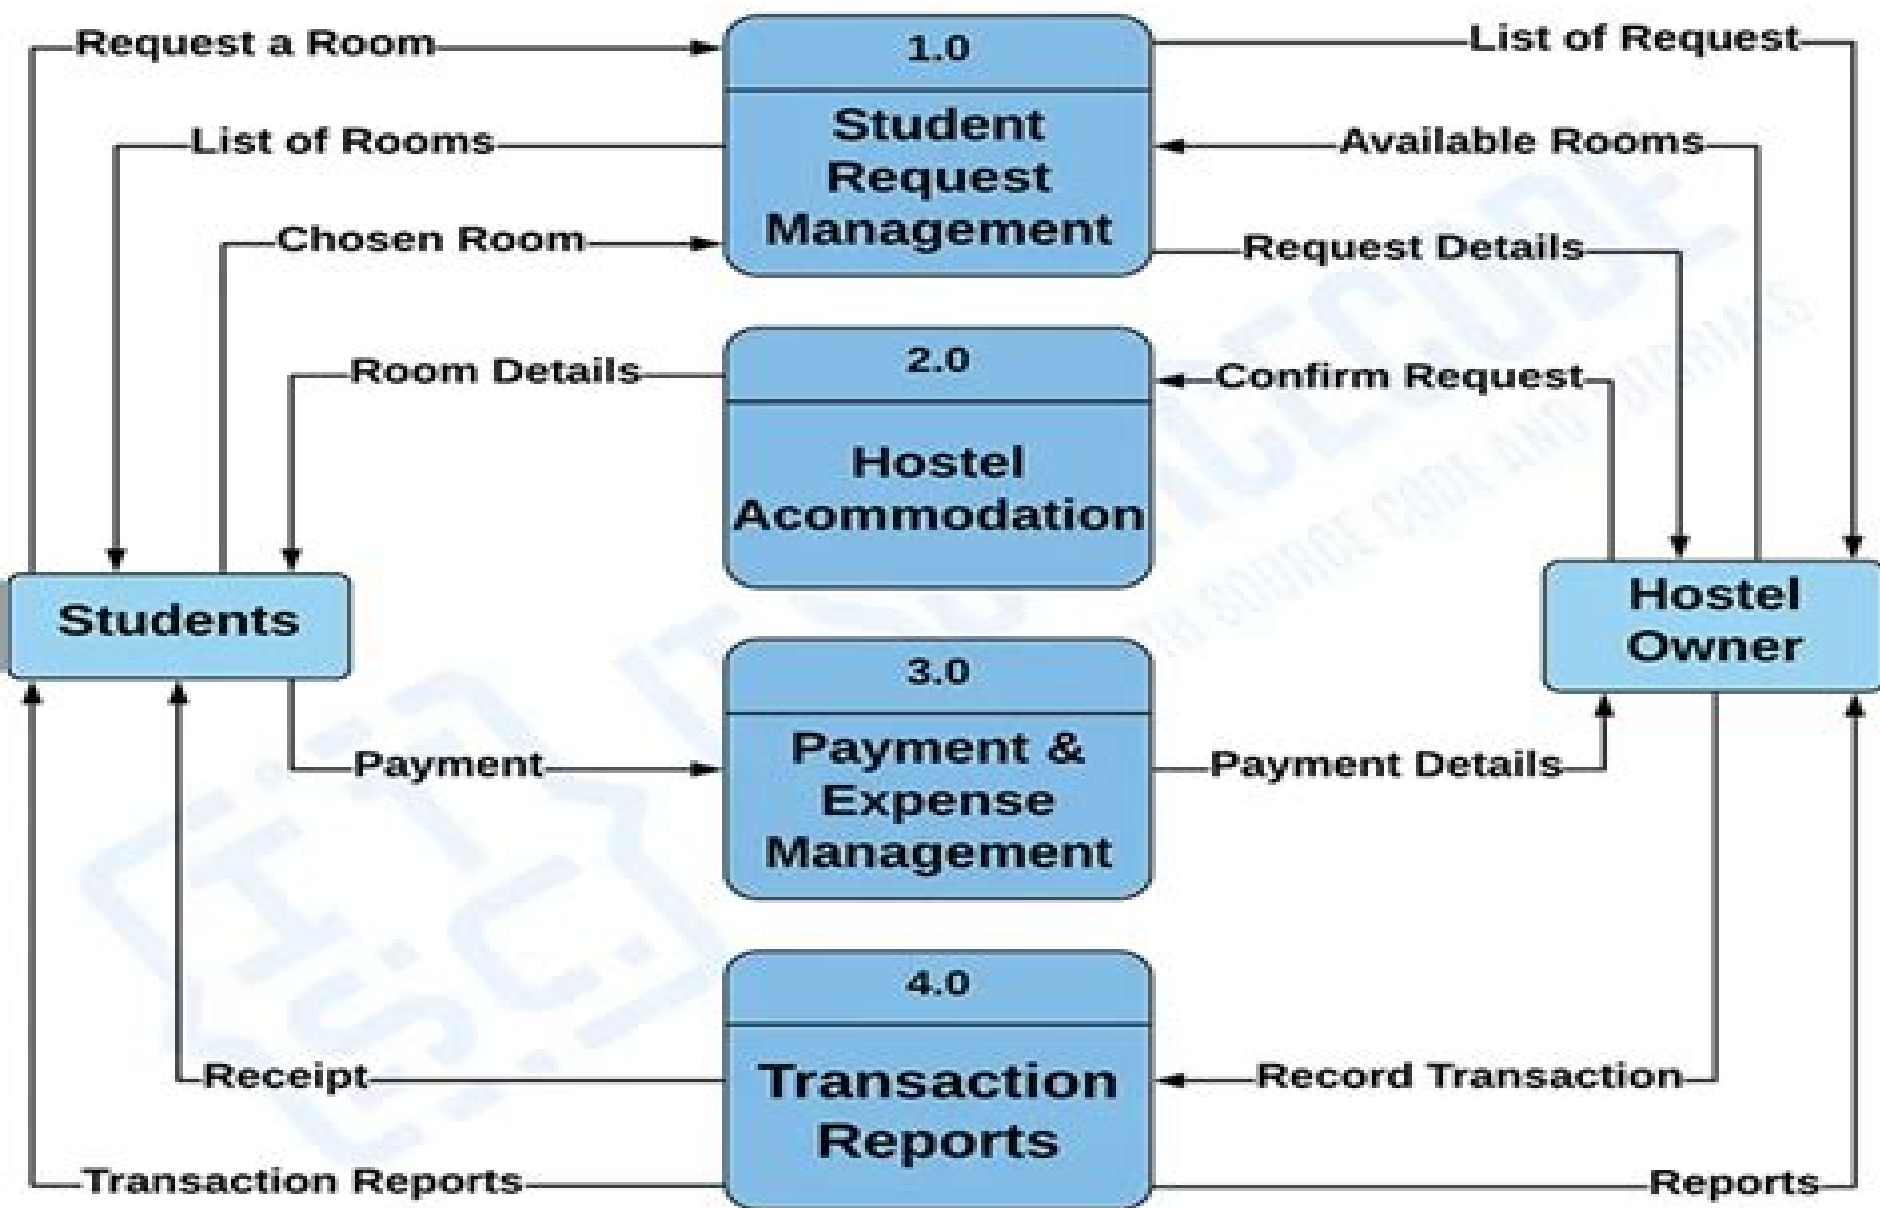 Request a Room
1.0
List of Request
List of Rooms
Student
Request
Management
Available Rooms
Chosen Room
Request Details
Room Details
2.0
Confirm Request
Hostel
Acommodation
Students
Hostel
Owner
3.0
Payment
Payment &
Expense
Management
Payment Details
4.0
Receipt
Transaction
Reports
Record Transaction
Transaction Reports
Reports